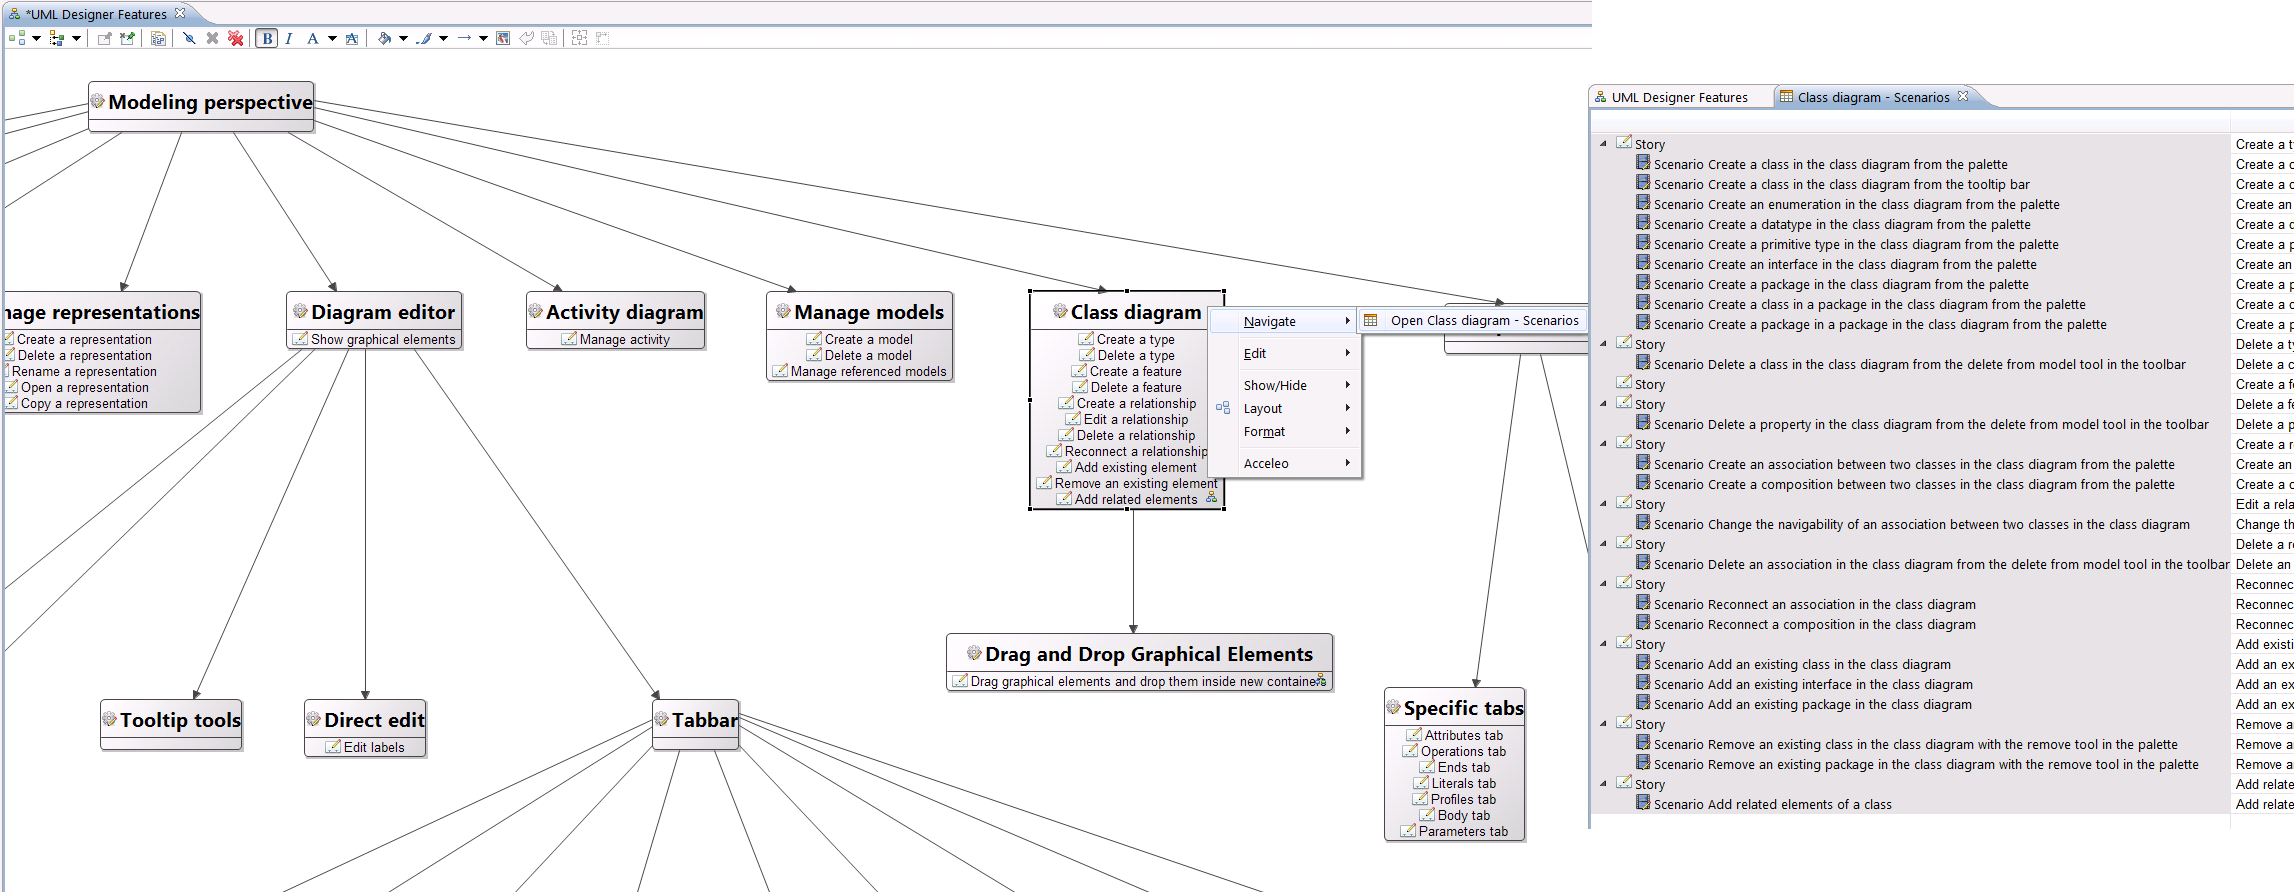 *UML Designer Features
B I A A
Modeling perspective
nage representations
Create a representation
Delete a representation
Rename a representation
Open a representation
Copy a representation
Diagram editor
Show graphical elements
Activity diagram
Manage activity
Manage models
Create a model
Delete a model
Manage referenced models
Class diagram
Create a type
Delete a type
Create a feature
Delete a feature
Create a relationship
Edit a relationship
Delete a relationship
Reconnect a relationship
Add existing element
Remove an existing element
Add related elements
Navigate
Edit
Show/Hide
Layout
Format
Acceleo
Open Class diagram - Scenarios
Drag and Drop Graphical Elements
Drag graphical elements and drop them inside new containers
Tooltip tools
Direct edit
Edit labels
Tabbar
Specific tabs
Attributes tab
Operations tab
Ends tab
Literals tab
Profiles tab
Body tab
Parameters tab
UML Designer Features
Class diagram - Scenarios
Story Create a t
Scenario Create a class in the class diagram from the palette Create a c
Scenario Create a class in the class diagram from the tooltip bar Create a c
Scenario Create an enumeration in the class diagram from the palette Create an
Scenario Create a datatype in the class diagram from the palette Create a
Scenario Create a primitive type in the class diagram from the palette Create a p
Scenario Create an interface in the class diagram from the palette Create an
Scenario Create a package in the class diagram from the palette Create a p
Scenario Create a class in a package in the class diagram from the palette Create a c
Scenario Create a package in a package in the class diagram from the palette Create a p
Story Delete a ty
Scenario Delete a class in the class diagram from the delete from model tool in the toolbar Delete a c
Story Create a fe
Story Delete a fe
Scenario Delete a property in the class diagram from the delete from model tool in the toolbar Delete a p
Story Create a r
Scenario Create an association between two classes in the class diagram from the palette Create an
Scenario Create a composition between two classes in the class diagram from the palette Create a c
Story Edit a rela
Scenario Change the navigability of an association between two classes in the class diagram Change th
Story Delete a r
Scenario Delete an association in the class diagram from the delete from model tool in the toolbar Delete an
Story Reconnec
Scenario Reconnect an association in the class diagram Reconnec
Scenario Reconnect a composition in the class diagram Reconnec
Story Add existi
Scenario Add an existing class in the class diagram Add an ex
Scenario Add an existing interface in the class diagram Add an ex
Scenario Add an existing package in the class diagram Add an ex
Story Remove a
Scenario Remove an existing class in the class diagram with the remove tool in the palette Remove a
Scenario Remove an existing package in the class diagram with the remove tool in the palette Remove a
Story Add relate
Scenario Add related elements of a class Add relate